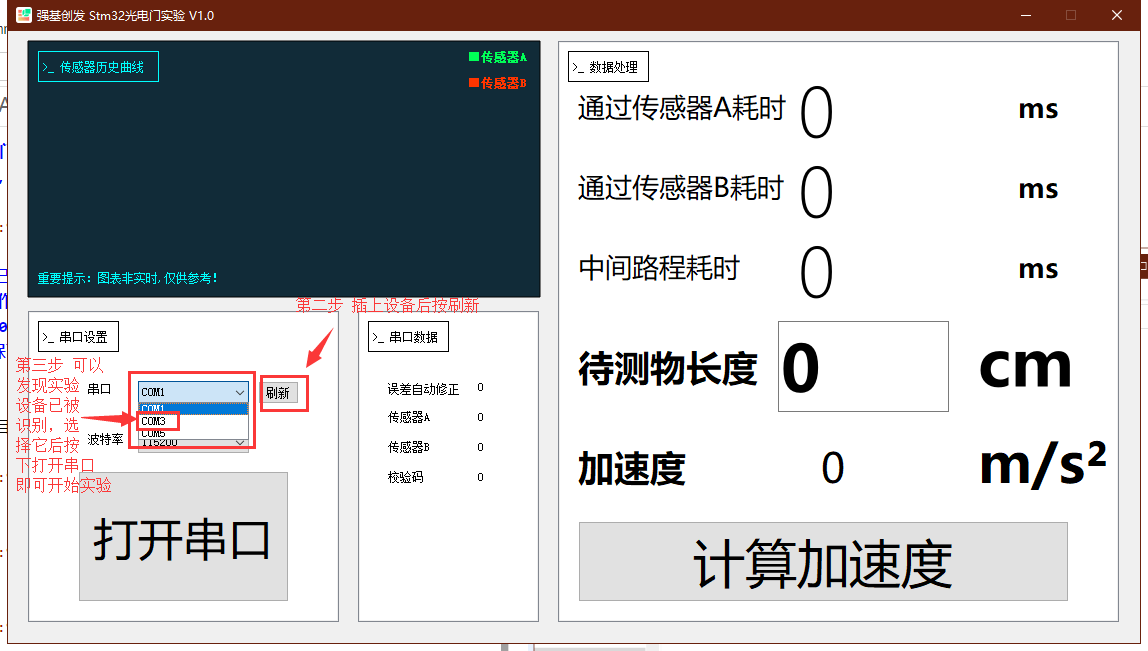 强基创发 Stm32光电门实验 V1.0
>_ 传感器历史曲线
传感器A
传感器B
重要提示: 图表非实时,仅供参考!
>_ 数据处理
通过传感器A耗时 0 ms
通过传感器B耗时 0 ms
中间路程耗时 0 ms
待测物长度 0 cm
加速度 0 m/s²
计算加速度
第二步 插上设备后按刷新
>_ 串口设置
第三步 可以
发现实验
设备已被
识别，选
择它后按
下打开串口
即可开始实验
串口 COM1 刷新
COM1
COM3
COM5
波特率 115200
打开串口
>_ 串口数据
误差自动修正 0
传感器A 0
传感器B 0
校验码 0